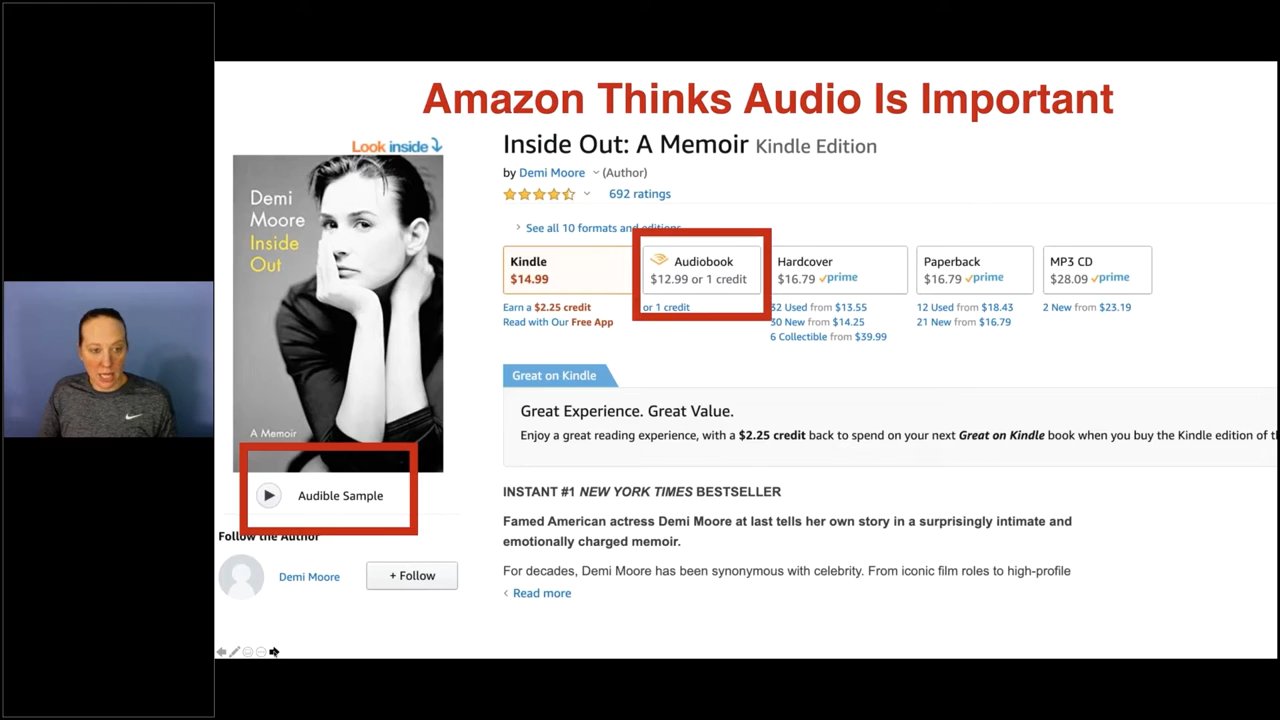 Amazon Thinks Audio Is Important
Look inside
Demi
Moore
Inside
Out
A Memoir
Audible Sample
Follow the Author
Demi Moore
+ Follow
Inside Out: A Memoir Kindle Edition
by Demi Moore (Author)
692 ratings
See all 10 formats and editions
Kindle
$14.99
Earn a $2.25 credit
Read with Our Free App
Audiobook
$12.99 or 1 credit
or 1 credit
Hardcover
$16.79 prime
32 Used from $13.55
30 New from $14.25
6 Collectible from $39.99
Paperback
$16.79 prime
12 Used from $18.43
21 New from $16.79
MP3 CD
$28.09 prime
2 New from $23.19
Great on Kindle
Great Experience. Great Value.
Enjoy a great reading experience, with a $2.25 credit back to spend on your next Great on Kindle book when you buy the Kindle edition of
INSTANT #1 NEW YORK TIMES BESTSELLER
Famed American actress Demi Moore at last tells her own story in a surprisingly intimate and
emotionally charged memoir.
For decades, Demi Moore has been synonymous with celebrity. From iconic film roles to high-profile
Read more